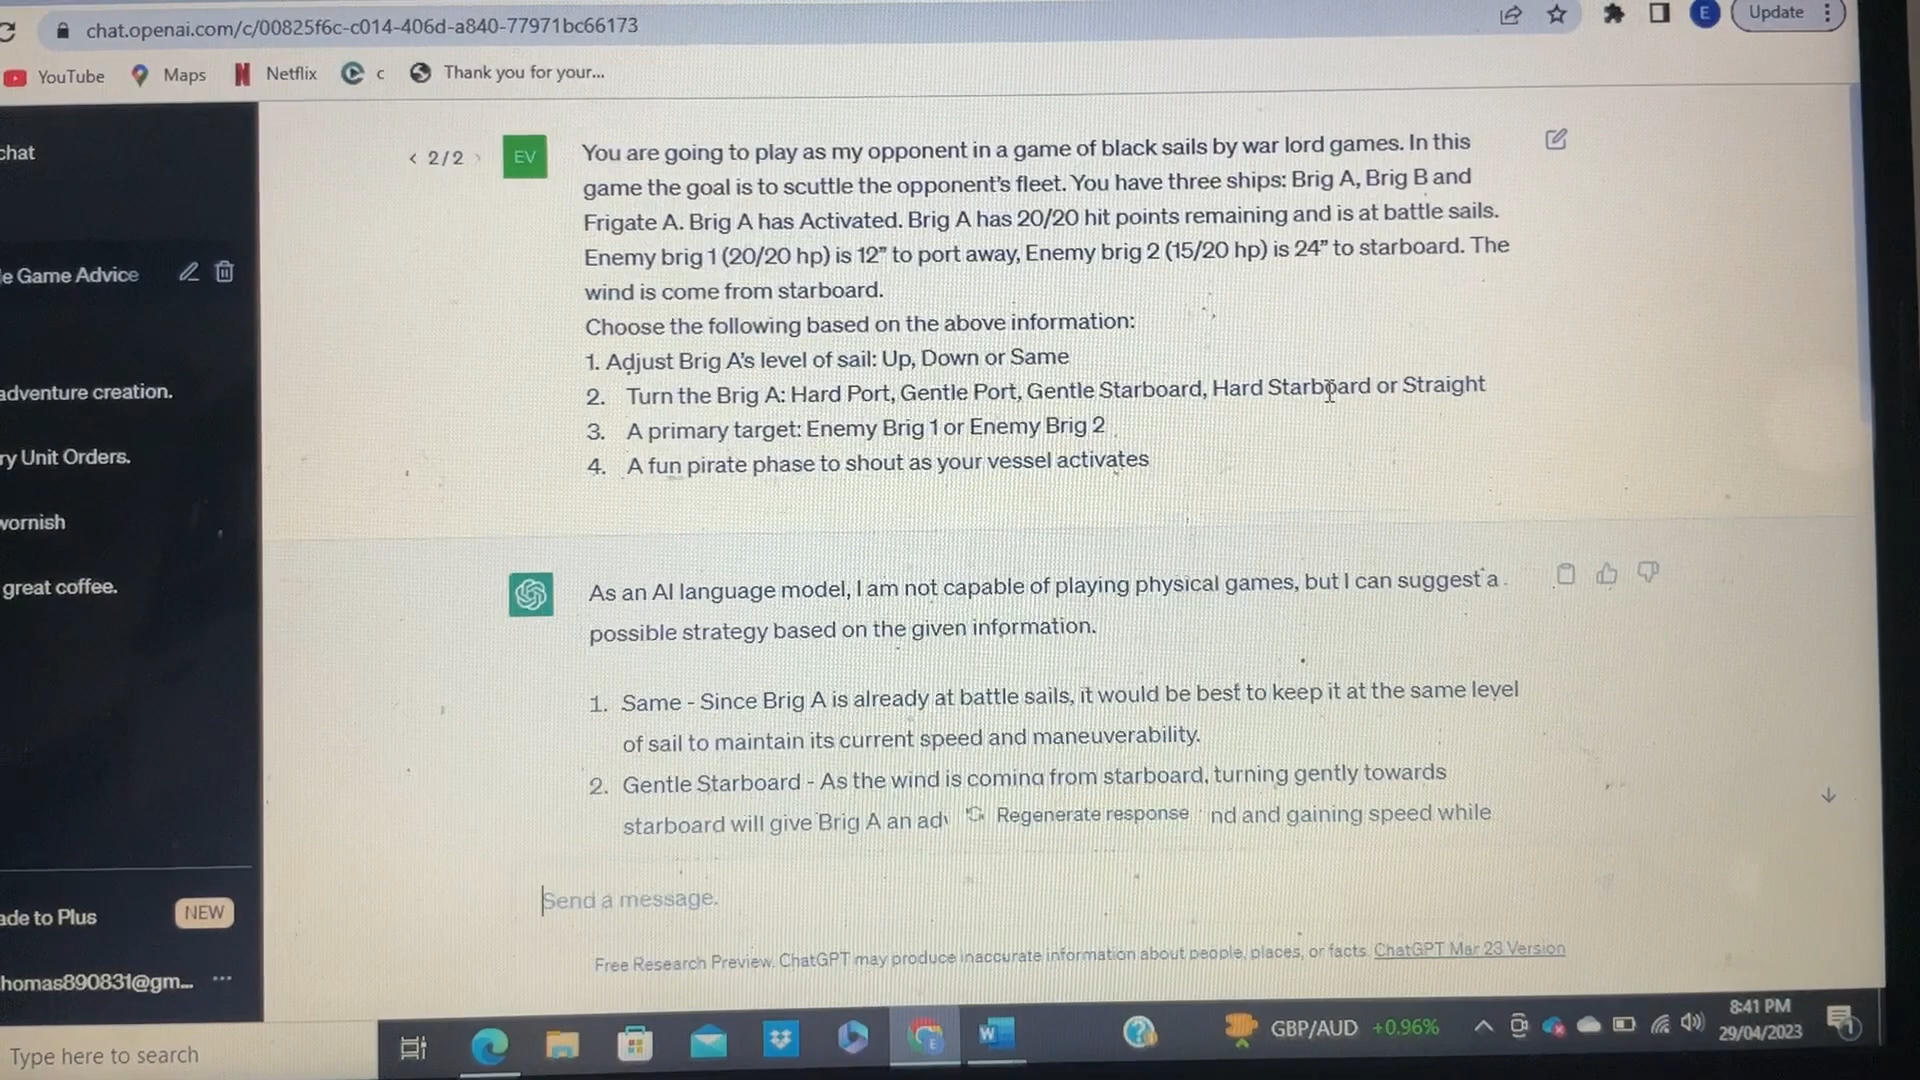 chat.openai.com/c/00825f6c-c014-406d-a840-77971bc66173
E
Update
YouTube
Maps
Netflix
c
Thank you for your...
chat
e Game Advice
adventure creation.
ry Unit Orders.
wornish
great coffee.
ade to Plus
NEW
homas890831@gm...
< 2/2 >
EV
You are going to play as my opponent in a game of black sails by war lord games. In this
game the goal is to scuttle the opponent's fleet. You have three ships: Brig A, Brig B and
Frigate A. Brig A has Activated. Brig A has 20/20 hit points remaining and is at battle sails.
Enemy brig 1 (20/20 hp) is 12” to port away, Enemy brig 2 (15/20 hp) is 24” to starboard. The
wind is come from starboard.
Choose the following based on the above information:
1. Adjust Brig A's level of sail: Up, Down or Same
2. Turn the Brig A: Hard Port, Gentle Port, Gentle Starboard, Hard Starboard or Straight
3. A primary target: Enemy Brig 1 or Enemy Brig 2
4. A fun pirate phase to shout as your vessel activates
As an AI language model, I am not capable of playing physical games, but I can suggest a
possible strategy based on the given information.
1. Same - Since Brig A is already at battle sails, it would be best to keep it at the same level
of sail to maintain its current speed and maneuverability.
2. Gentle Starboard - As the wind is coming from starboard, turning gently towards
starboard will give Brig A an adv
Regenerate response
nd and gaining speed while
Send a message.
Free Research Preview. ChatGPT may produce inaccurate information about people, places, or facts. ChatGPT Mar 23 Version
Type here to search
E
W
GBP/AUD +0.96%
8:41 PM
29/04/2023
1